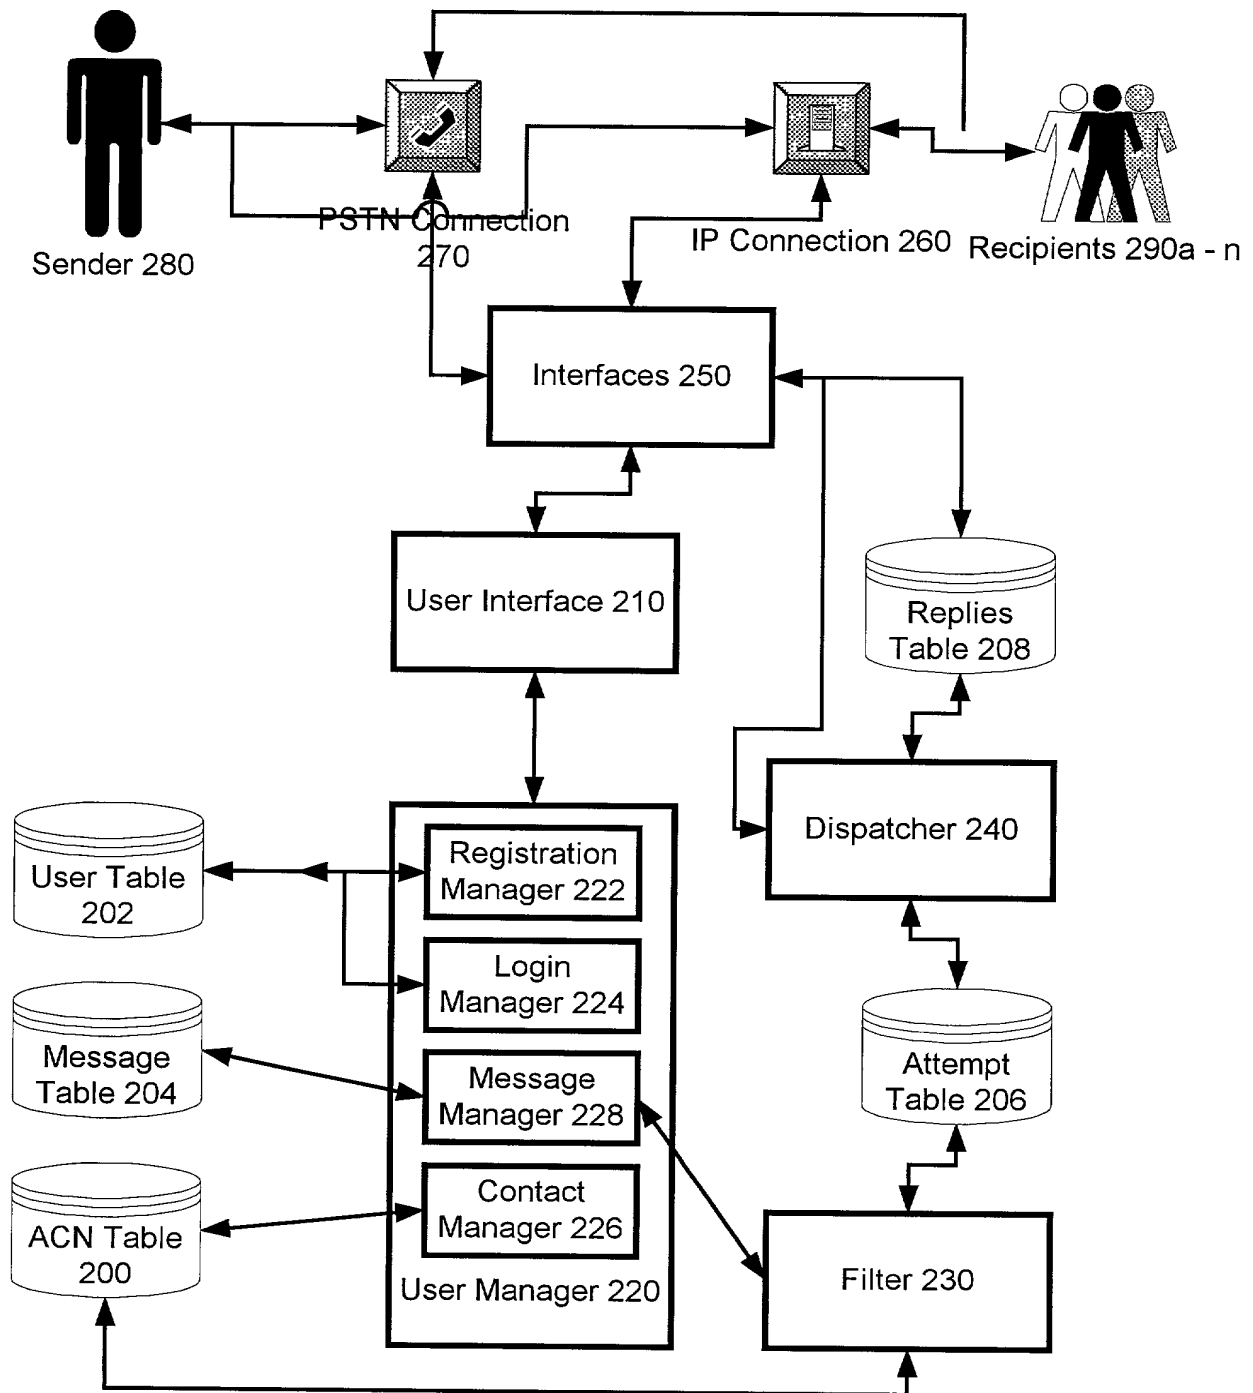 PSTN Connection
270
IP Connection 260
Recipients 290a - n
Sender 280
Interfaces 250
User Interface 210
Replies
Table 208
Dispatcher 240
User Table
202
Registration
Manager 222
Login
Manager 224
Message
Table 204
Message
Manager 228
Attempt
Table 206
ACN Table
200
Contact
Manager 226
User Manager 220
Filter 230